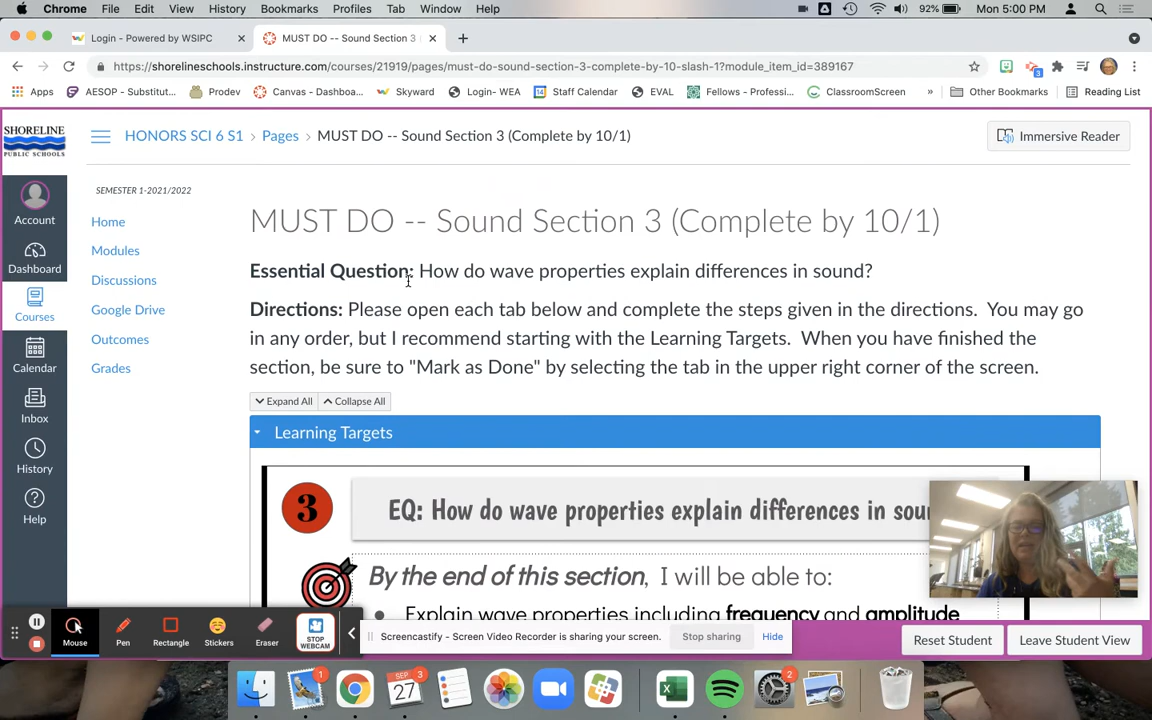 Chrome File Edit View History Bookmarks Profiles Tab Window Help 92% Mon 5:00 PM
Login - Powered by WSIPC MUST DO -- Sound Section 3
https://shorelineschools.instructure.com/courses/21919/pages/must-do-sound-section-3-complete-by-10-slash-1?module_item_id=389167 3
Apps AESOP - Substitut... Prodev Canvas - Dashboa... Skyward Login- WEA 14 Staff Calendar EVAL Fellows - Professi... ClassroomScreen » Other Bookmarks Reading List
SHORELINE
PUBLIC SCHOOLS
HONORS SCI 6 S1 > Pages > MUST DO -- Sound Section 3 (Complete by 10/1) Immersive Reader
Account
Dashboard
Courses
Calendar
Inbox
History
Help
SEMESTER 1-2021/2022
Home
Modules
Discussions
Google Drive
Outcomes
Grades
MUST DO -- Sound Section 3 (Complete by 10/1)
Essential Question: How do wave properties explain differences in sound?
Directions: Please open each tab below and complete the steps given in the directions. You may go
in any order, but I recommend starting with the Learning Targets. When you have finished the
section, be sure to "Mark as Done" by selecting the tab in the upper right corner of the screen.
Expand All Collapse All
Learning Targets
3 EQ: How do wave properties explain differences in
By the end of this section, I will be able to:
• Explain wave properties including frequency and amplitude
Mouse Pen Rectangle Stickers Eraser STOP WEBCAM
Screencastify - Screen Video Recorder is sharing your screen. Stop sharing Hide
Reset Student Leave Student View
1 SEP 27 3 2